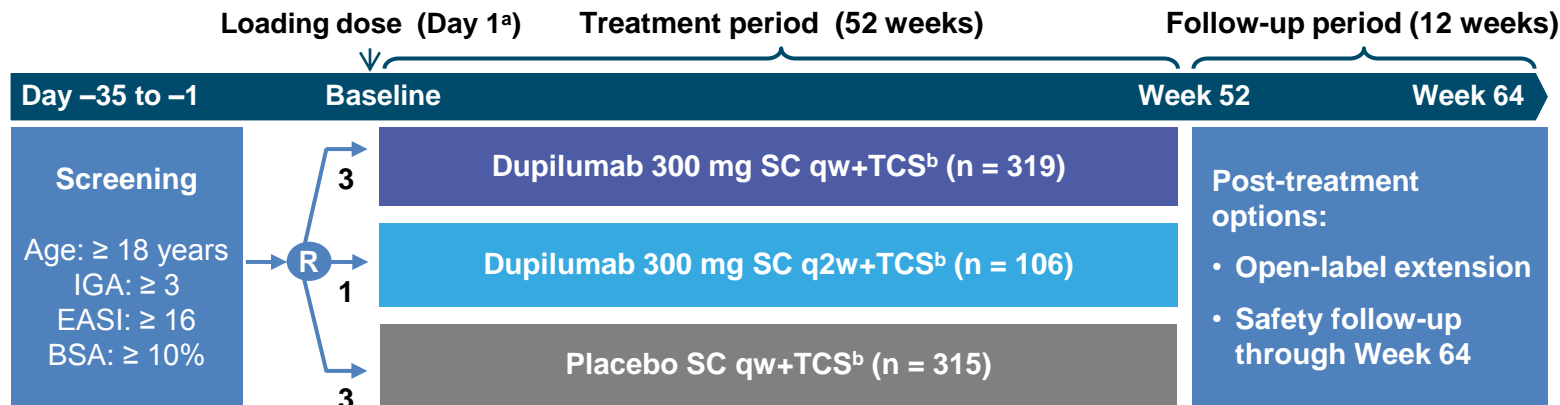 Loading dose (Day 1ᵃ)
Treatment period (52 weeks)
Follow-up period (12 weeks)
Day –35 to –1
Baseline
Week 52
Week 64
Screening
Age: ≥ 18 years
IGA: ≥ 3
EASI: ≥ 16
BSA: ≥ 10%
R
3
1
3
Dupilumab 300 mg SC qw+TCSᵇ (n = 319)
Dupilumab 300 mg SC q2w+TCSᵇ (n = 106)
Placebo SC qw+TCSᵇ (n = 315)
Post-treatment
options:
• Open-label extension
• Safety follow-up
through Week 64